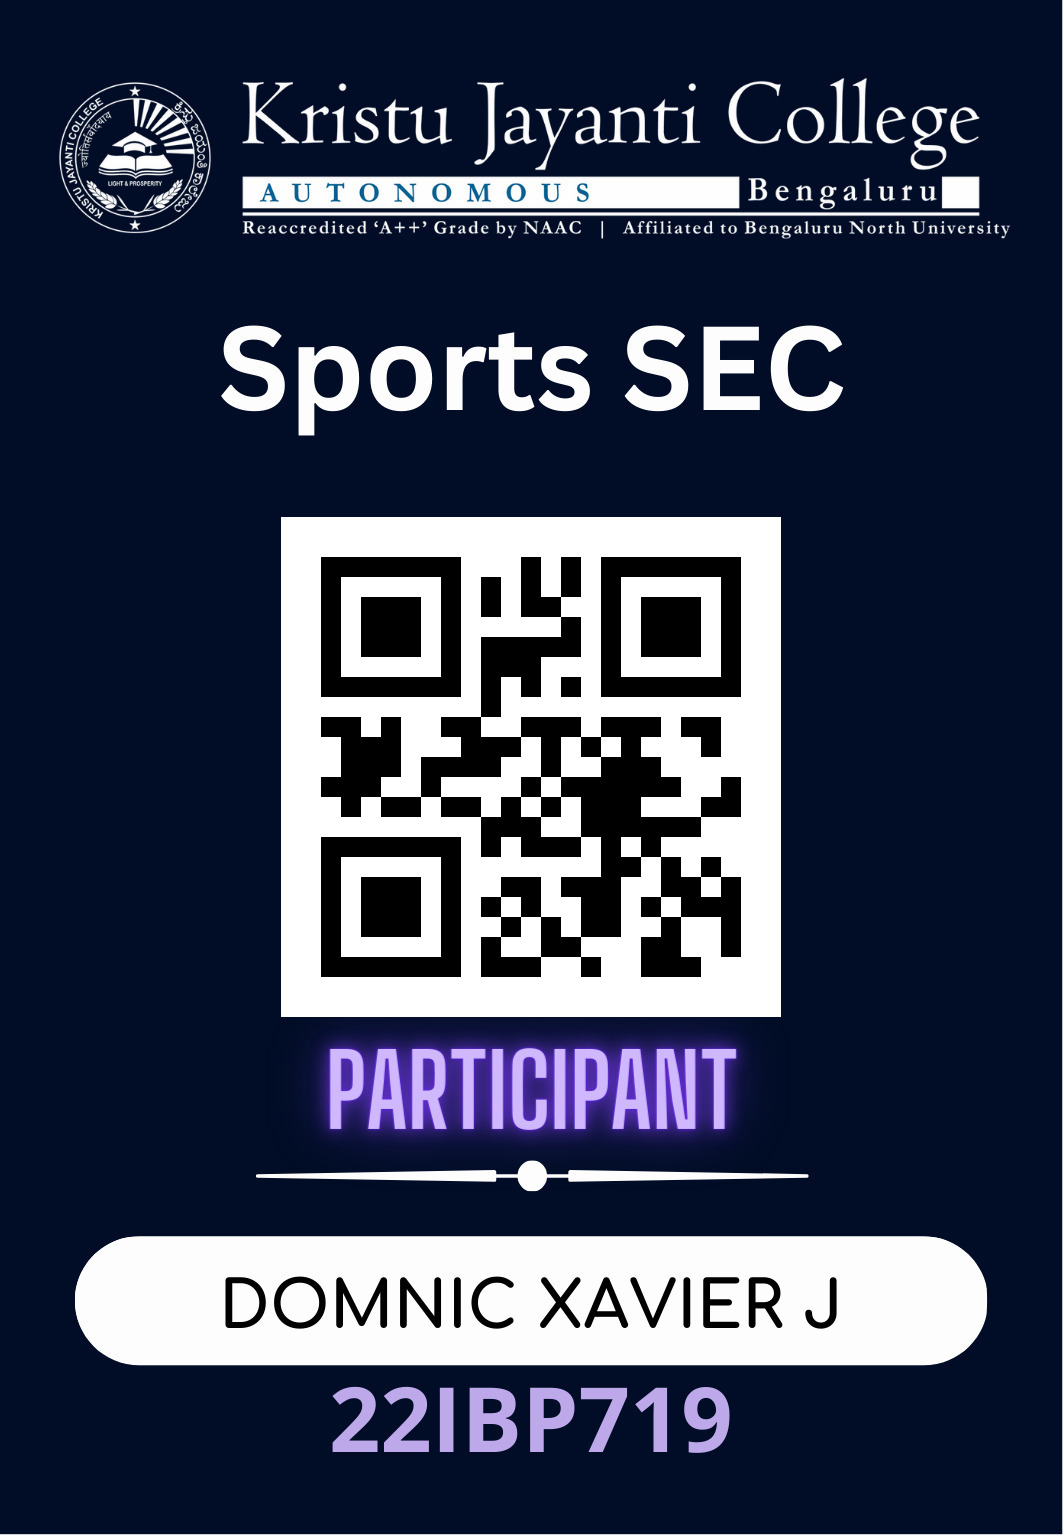 Kristu Jayanti College
AUTONOMOUS Bengaluru
Reaccredited ‘A++’ Grade by NAAC | Affiliated to Bengaluru North University
KRISTU JAYANTI COLLEGE
LIGHT & PROSPERITY
Sports SEC
PARTICIPANT
DOMNIC XAVIER J
22IBP719